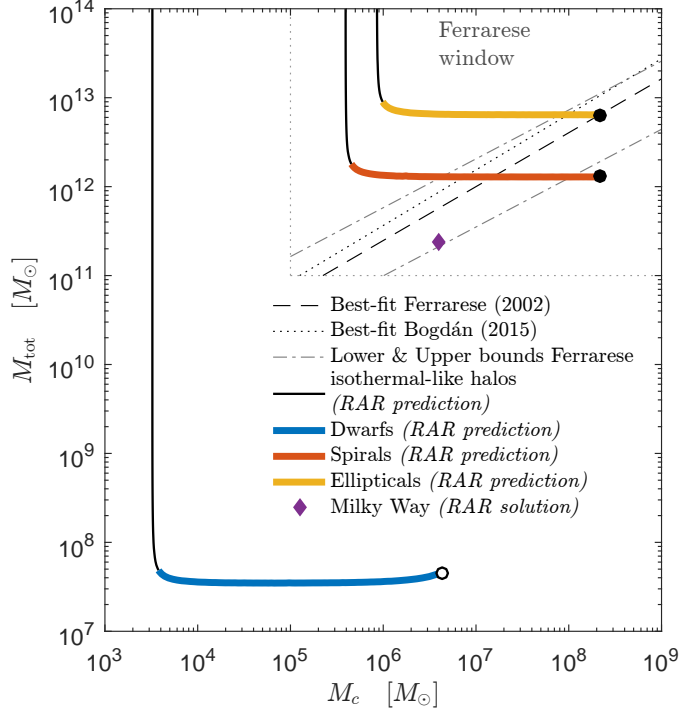 10^14
10^13
10^12
10^11
10^10
10^9
10^8
10^7
M_tot [M_⊙]
Ferrarese
window
Best-fit Ferrarese (2002)
Best-fit Bogdán (2015)
Lower & Upper bounds Ferrarese
isothermal-like halos
(RAR prediction)
Dwarfs (RAR prediction)
Spirals (RAR prediction)
Ellipticals (RAR prediction)
Milky Way (RAR solution)
10^3 10^4 10^5 10^6 10^7 10^8 10^9
M_c [M_⊙]